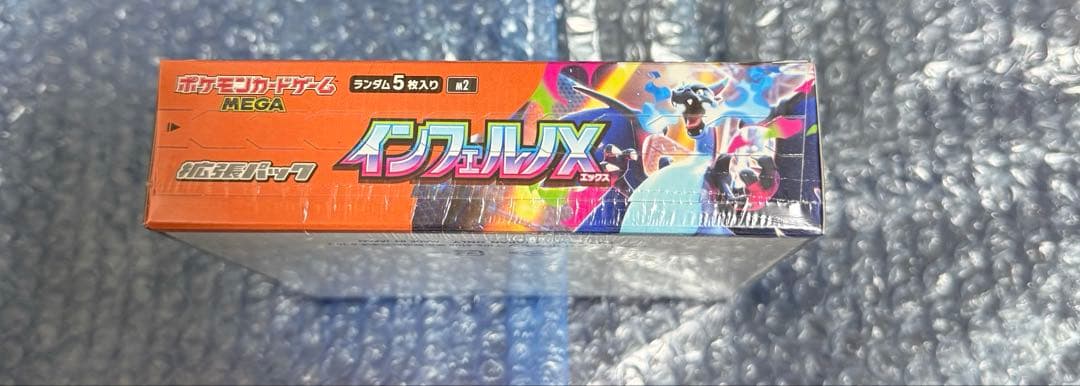 ポケモンカードゲーム
MEGA
ランダム5枚入り
M2
拡張パック
インフェルノX
エックス